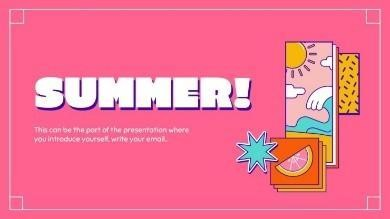 SUMMER!
This can be the part of the presentation where
you introduce yourself, write your email..